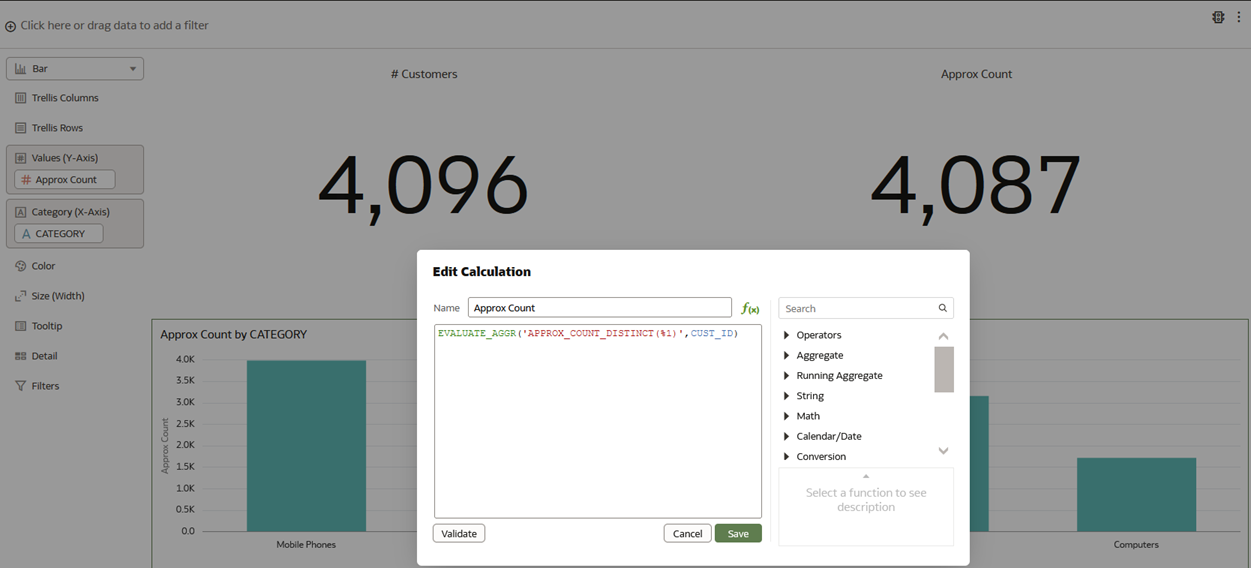 Click here or drag data to add a filter
Bar
Trellis Columns
Trellis Rows
Values (Y-Axis)
# Approx Count
Category (X-Axis)
A CATEGORY
Color
Size (Width)
Tooltip
Detail
Filters
# Customers
4,096
Approx Count
4,087
Approx Count by CATEGORY
Approx Count
4.0K
3.5K
3.0K
2.5K
2.0K
1.5K
1.0K
0.5K
0.0
Mobile Phones
Computers
Edit Calculation
Name
Approx Count
f(x)
EVALUATE_AGGR('APPROX_COUNT_DISTINCT(%1)',CUST_ID)
Search
Operators
Aggregate
Running Aggregate
String
Math
Calendar/Date
Conversion
Select a function to see
description
Validate
Cancel
Save